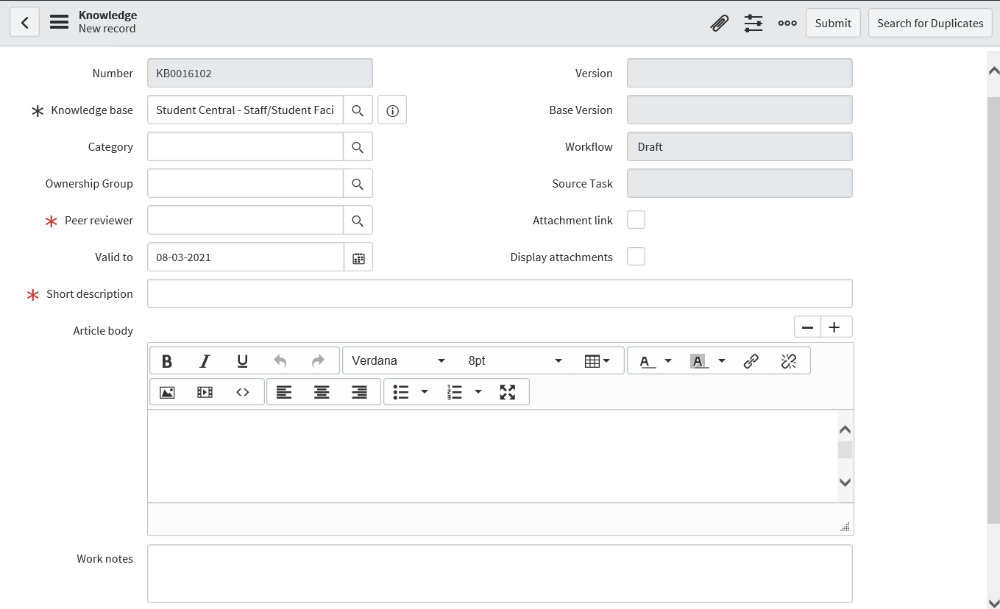 Knowledge
New record
Submit
Search for Duplicates
Number
KB0016102
Version
Knowledge base
Student Central - Staff/Student Faci
Base Version
Category
Workflow
Draft
Ownership Group
Source Task
Peer reviewer
Attachment link
Valid to
08-03-2021
Display attachments
Short description
Article body
B I U
Verdana
8pt
A
A
Work notes